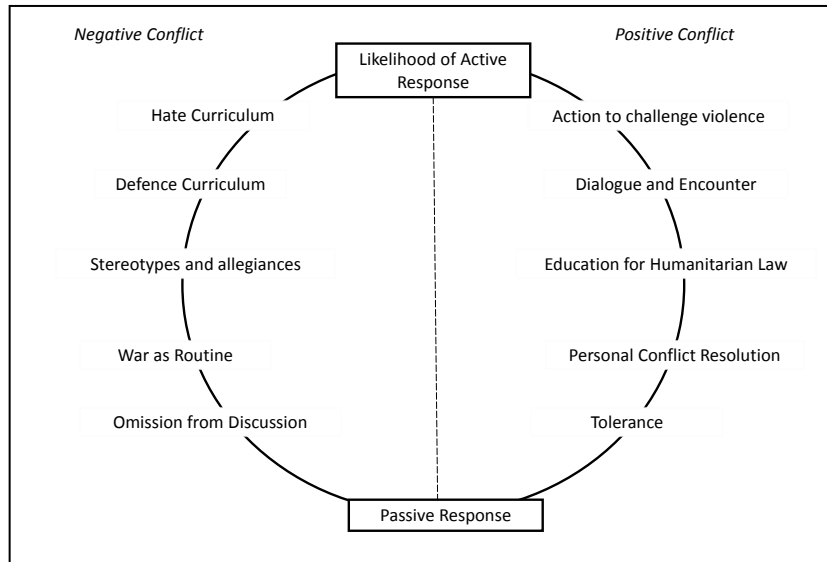 Negative Conflict
Positive Conflict
Likelihood of Active
Response
Hate Curriculum
Action to challenge violence
Defence Curriculum
Dialogue and Encounter
Stereotypes and allegiances
Education for Humanitarian Law
War as Routine
Personal Conflict Resolution
Omission from Discussion
Tolerance
Passive Response